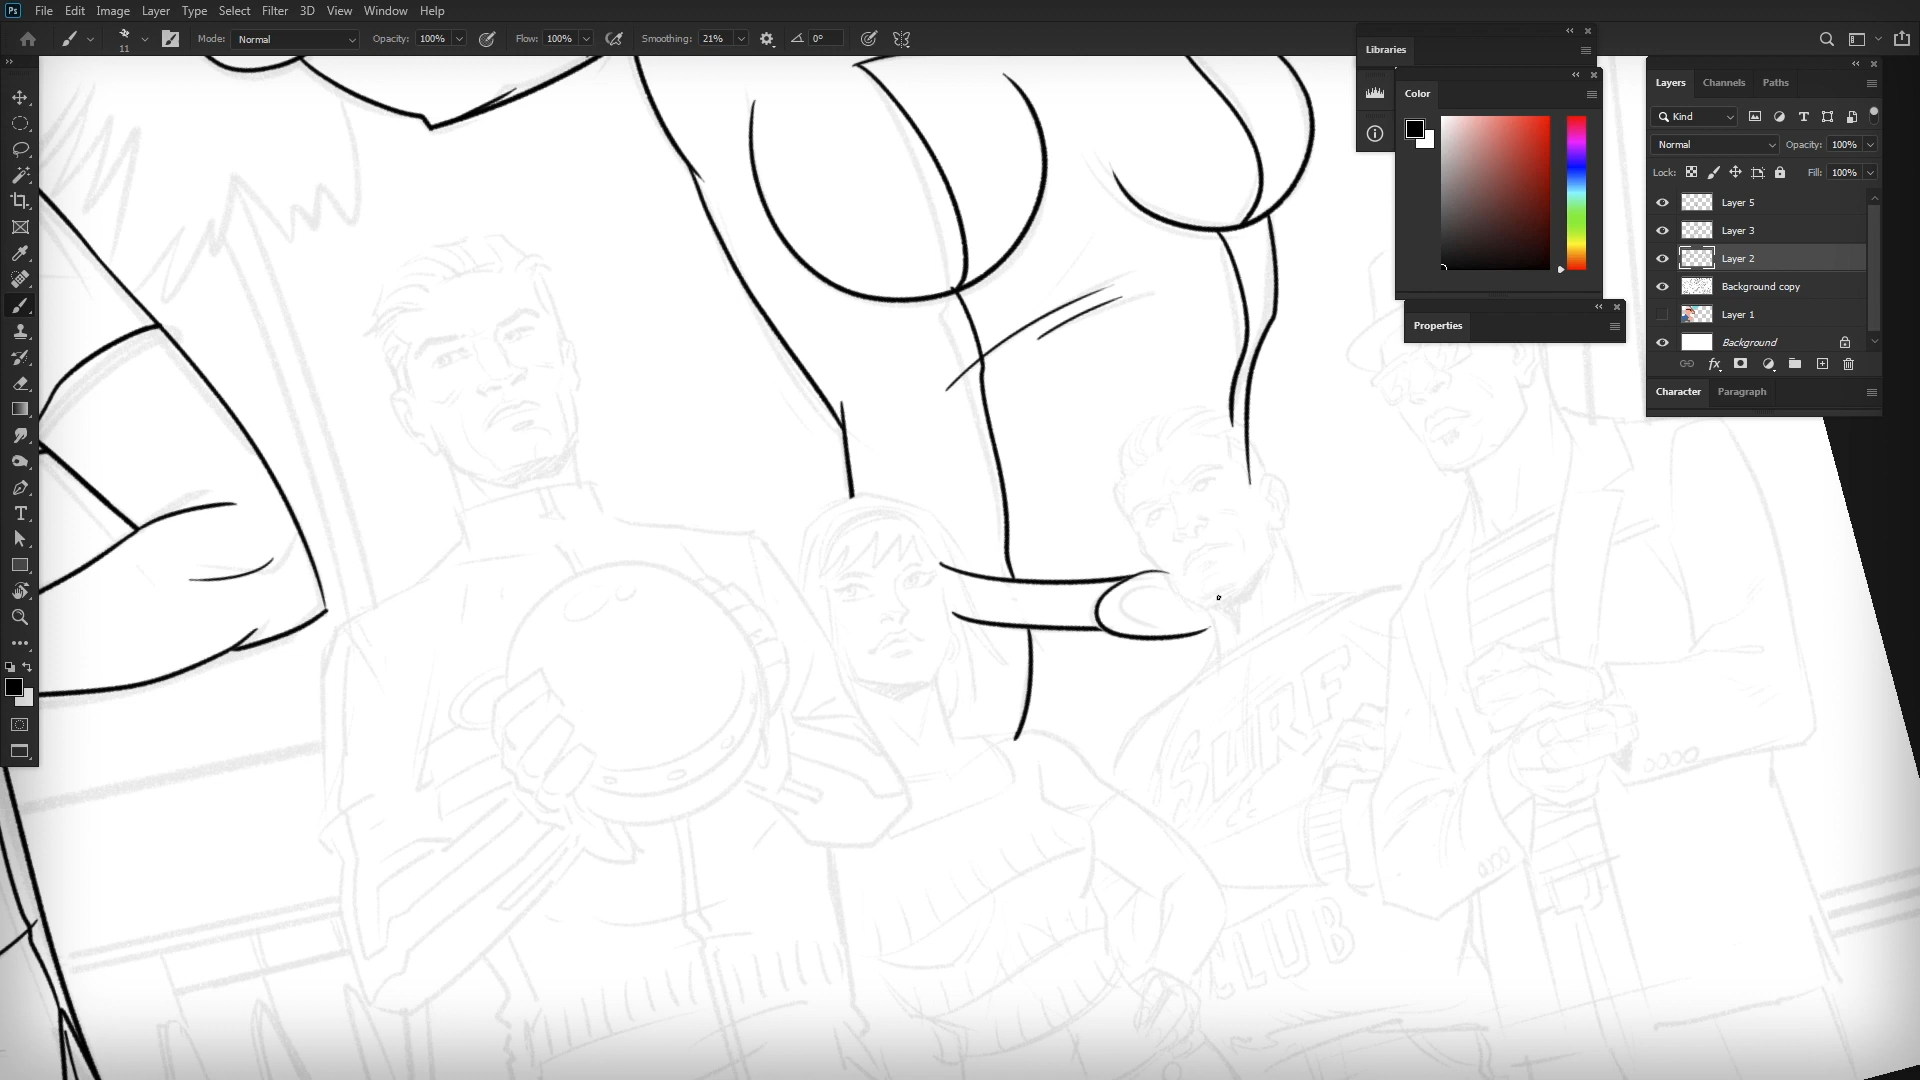 Ps File Edit Image Layer Type Select Filter 3D View Window Help
11 Mode: Normal Opacity: 100% Flow: 100% Smoothing: 21% 0°
Libraries
Color
Properties
Layers Channels Paths
Kind
Normal Opacity: 100%
Lock: Fill: 100%
Layer 5
Layer 3
Layer 2
Background copy
Layer 1
Background
fx
Character Paragraph
SURF
CLUB